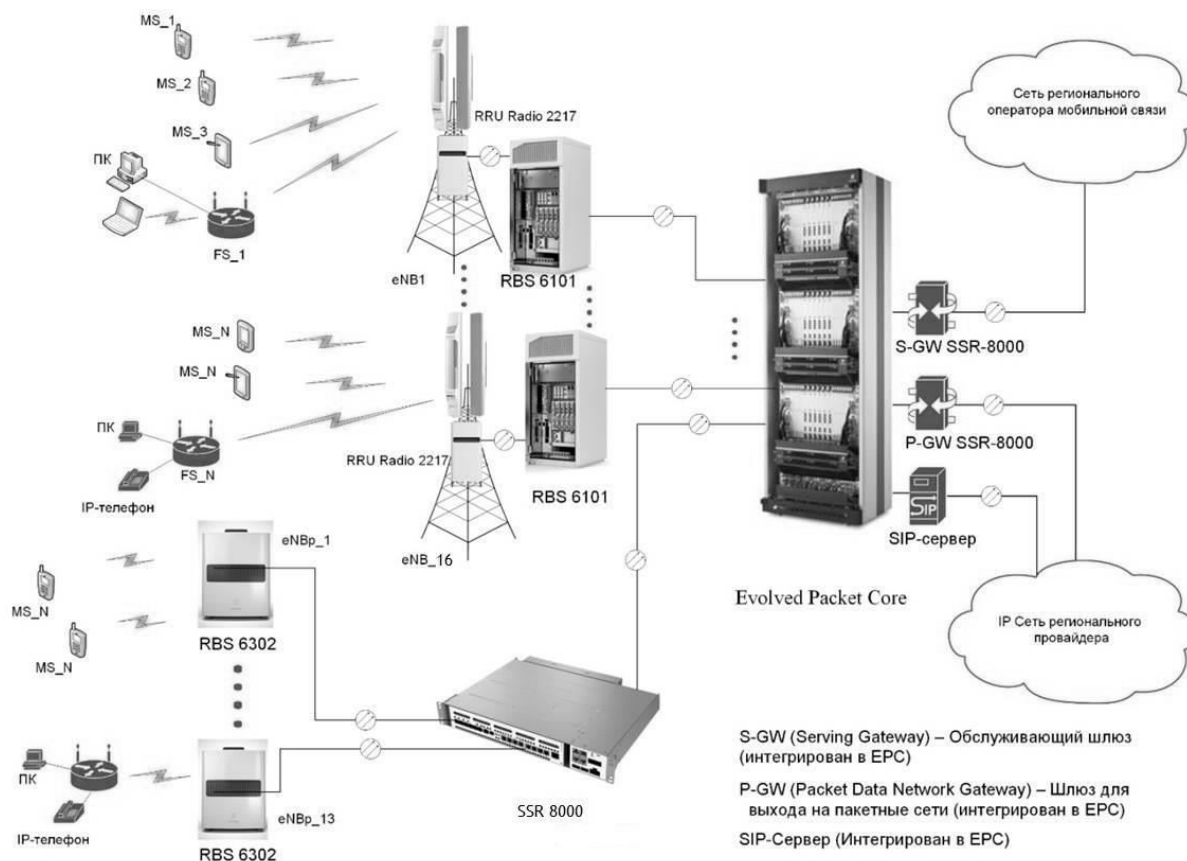 MS_1
MS_2
MS_3
ПК
FS_1
RRU Radio 2217
eNB1
RBS 6101
Сеть регионального
оператора мобильной связи
S-GW SSR-8000
MS_N
MS_N
ПК
FS_N
IP-телефон
RRU Radio 2217
eNB_16
RBS 6101
P-GW SSR-8000
SIP
SIP-сервер
Evolved Packet Core
IP Сеть регионального
провайдера
eNBp_1
MS_N
MS_N
RBS 6302
ПК
IP-телефон
eNBp_13
RBS 6302
SSR 8000
S-GW (Serving Gateway) – Обслуживающий шлюз
(интегрирован в EPC)
P-GW (Packet Data Network Gateway) – Шлюз для
выхода на пакетные сети (интегрирован в EPC)
SIP-Сервер (Интегрирован в EPC)